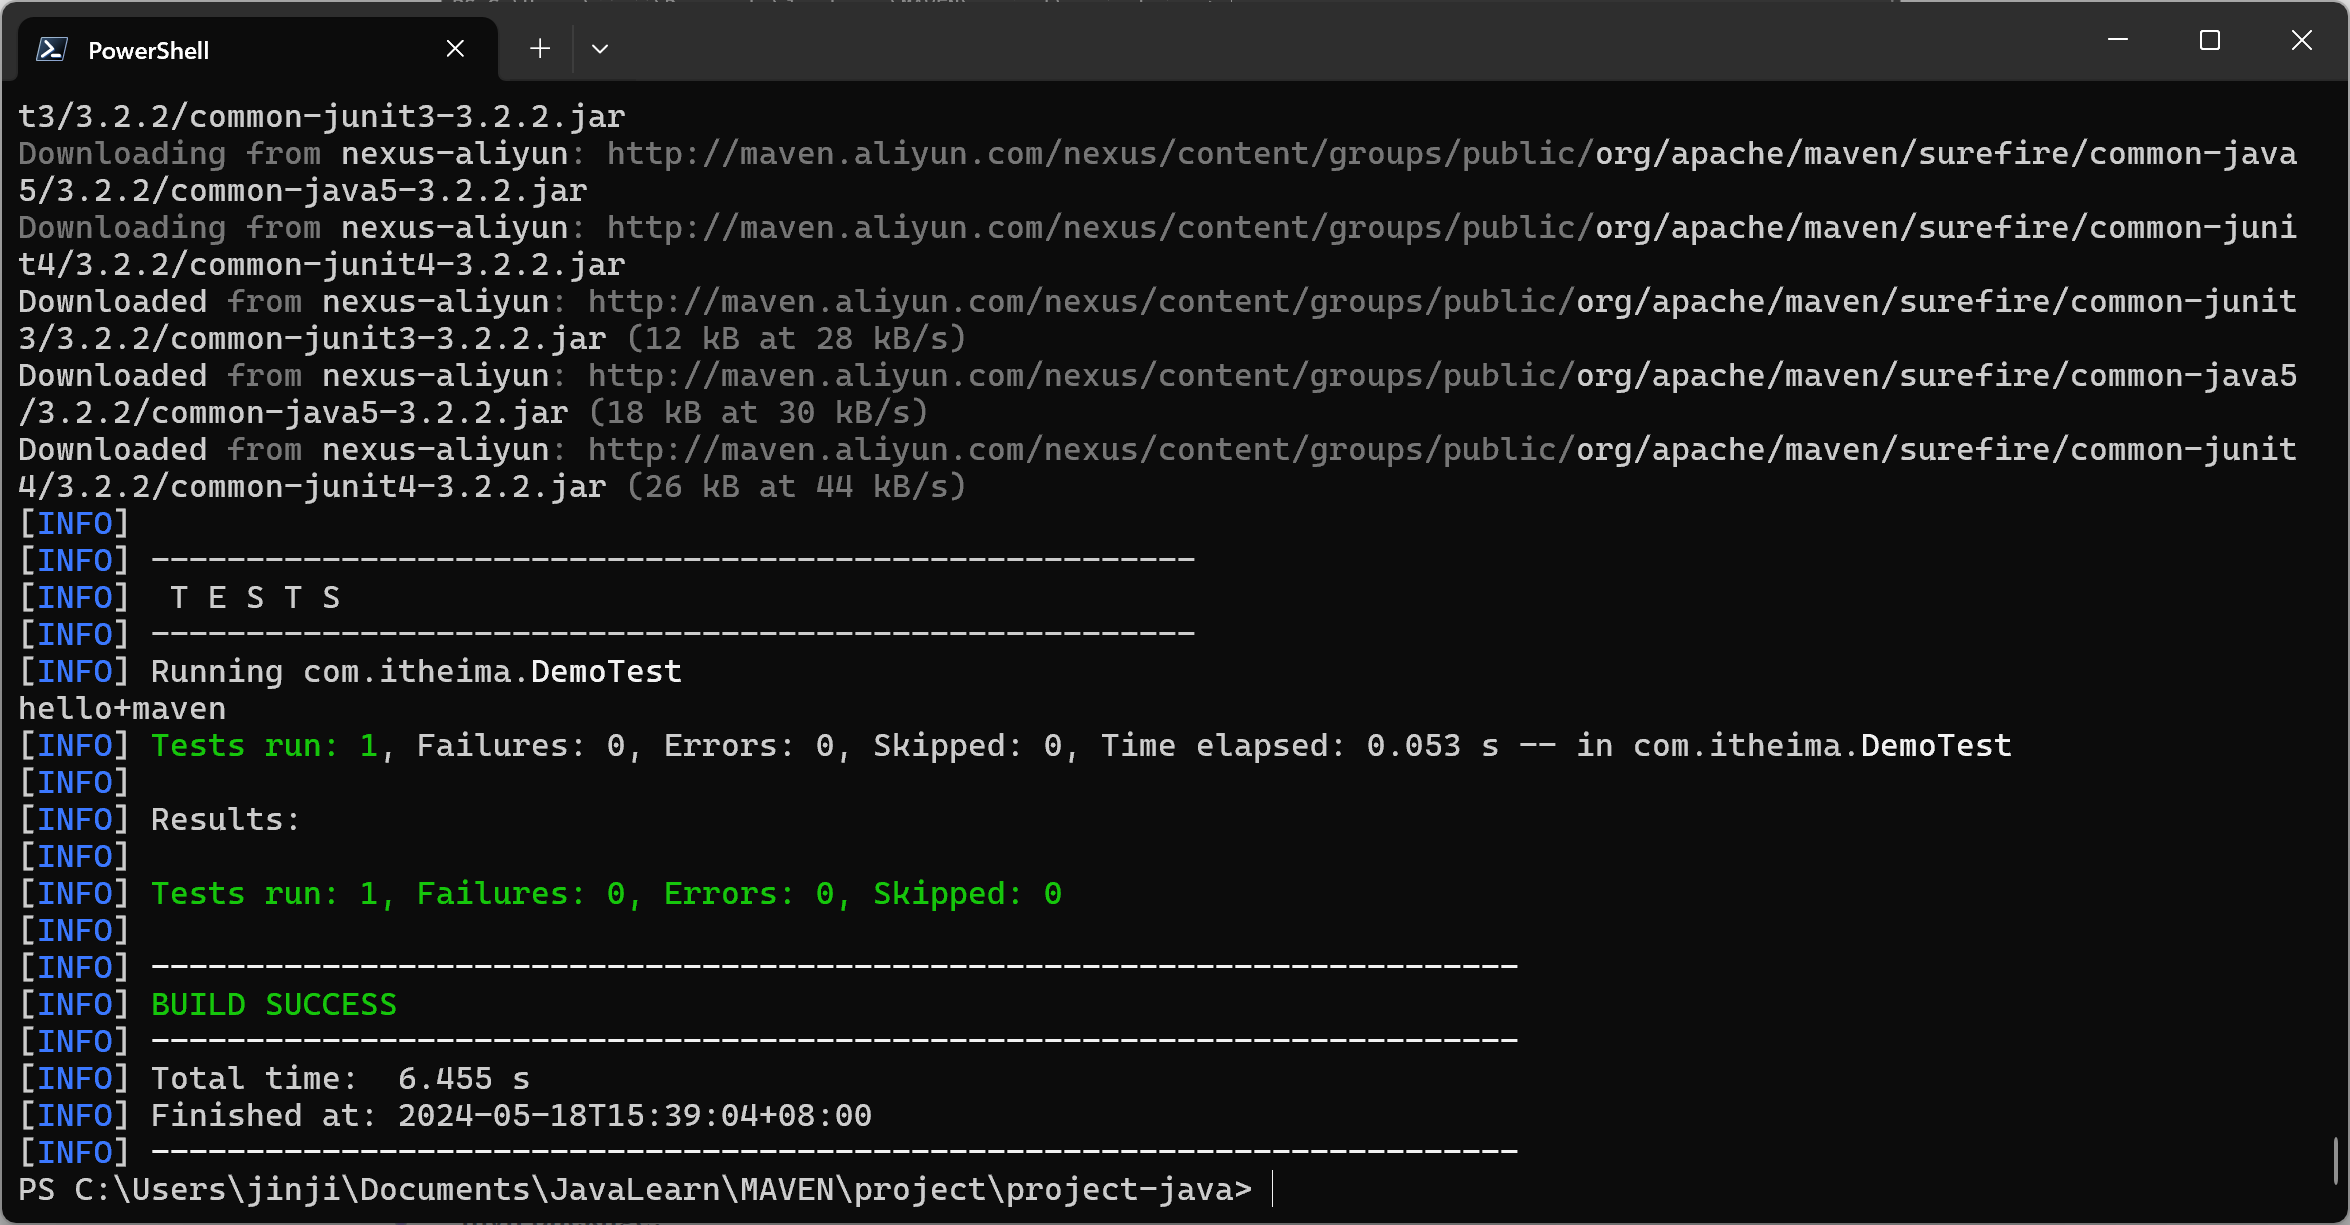 PowerShell
t3/3.2.2/common-junit3-3.2.2.jar
Downloading from nexus-aliyun: http://maven.aliyun.com/nexus/content/groups/public/org/apache/maven/surefire/common-java
5/3.2.2/common-java5-3.2.2.jar
Downloading from nexus-aliyun: http://maven.aliyun.com/nexus/content/groups/public/org/apache/maven/surefire/common-juni
t4/3.2.2/common-junit4-3.2.2.jar
Downloaded from nexus-aliyun: http://maven.aliyun.com/nexus/content/groups/public/org/apache/maven/surefire/common-junit
3/3.2.2/common-junit3-3.2.2.jar (12 kB at 28 kB/s)
Downloaded from nexus-aliyun: http://maven.aliyun.com/nexus/content/groups/public/org/apache/maven/surefire/common-java5
/3.2.2/common-java5-3.2.2.jar (18 kB at 30 kB/s)
Downloaded from nexus-aliyun: http://maven.aliyun.com/nexus/content/groups/public/org/apache/maven/surefire/common-junit
4/3.2.2/common-junit4-3.2.2.jar (26 kB at 44 kB/s)
[INFO]
[INFO] -------------------------------------------------------
[INFO]  T E S T S
[INFO] -------------------------------------------------------
[INFO] Running com.itheima.DemoTest
hello+maven
[INFO] Tests run: 1, Failures: 0, Errors: 0, Skipped: 0, Time elapsed: 0.053 s -- in com.itheima.DemoTest
[INFO]
[INFO] Results:
[INFO]
[INFO] Tests run: 1, Failures: 0, Errors: 0, Skipped: 0
[INFO]
[INFO] ------------------------------------------------------------------------
[INFO] BUILD SUCCESS
[INFO] ------------------------------------------------------------------------
[INFO] Total time:  6.455 s
[INFO] Finished at: 2024-05-18T15:39:04+08:00
[INFO] ------------------------------------------------------------------------
PS C:\Users\jinji\Documents\JavaLearn\MAVEN\project\project-java>